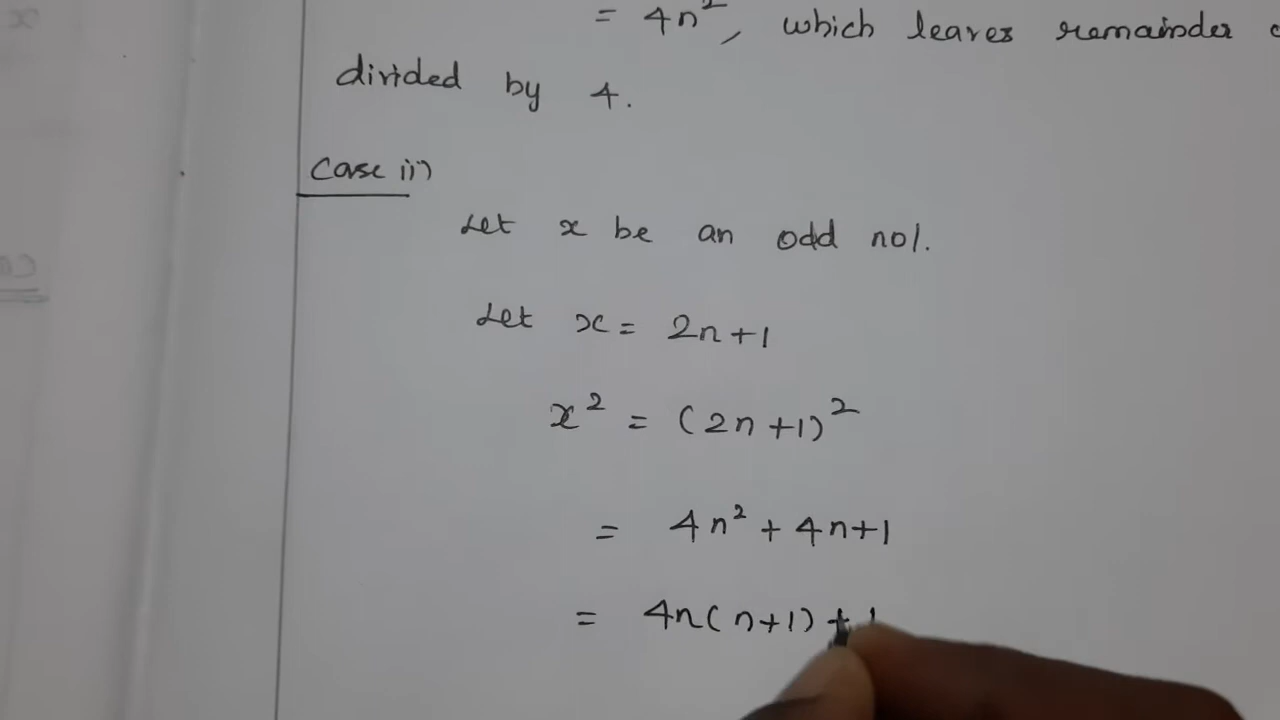 = 4n², which leaves remainder
divided by 4.
Case ii)
Let x be an odd no/.
Let x = 2n+1
x² = (2n+1)²
= 4n² + 4n+1
= 4n(n+1)+1